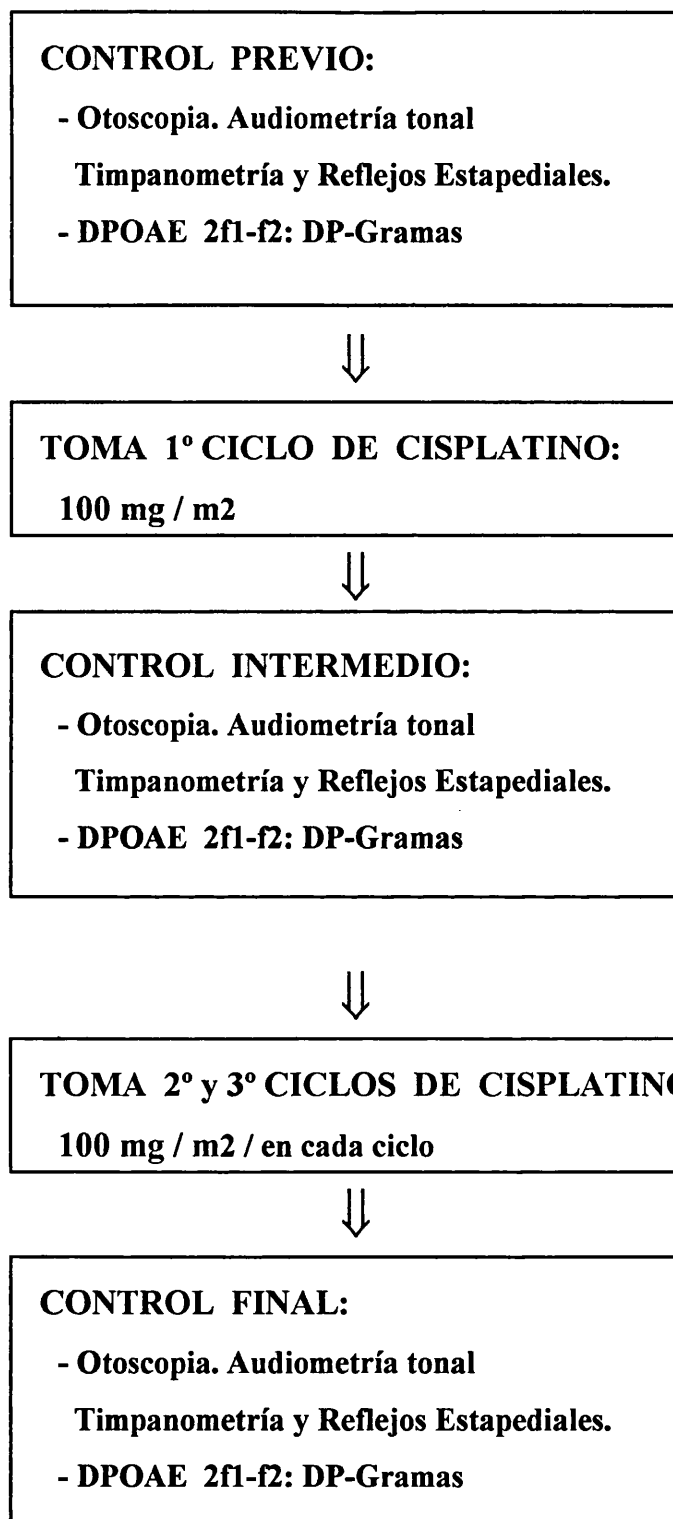 CONTROL PREVIO:
- Otoscopia. Audiometría tonal
Timpanometría y Reflejos Estapediales.
- DPOAE 2f1-f2: DP-Gramas
⇓
TOMA 1º CICLO DE CISPLATINO:
100 mg / m2
⇓
CONTROL INTERMEDIO:
- Otoscopia. Audiometría tonal
Timpanometría y Reflejos Estapediales.
- DPOAE 2f1-f2: DP-Gramas
⇓
TOMA 2º y 3º CICLOS DE CISPLATINO
100 mg / m2 / en cada ciclo
⇓
CONTROL FINAL:
- Otoscopia. Audiometría tonal
Timpanometría y Reflejos Estapediales.
- DPOAE 2f1-f2: DP-Gramas